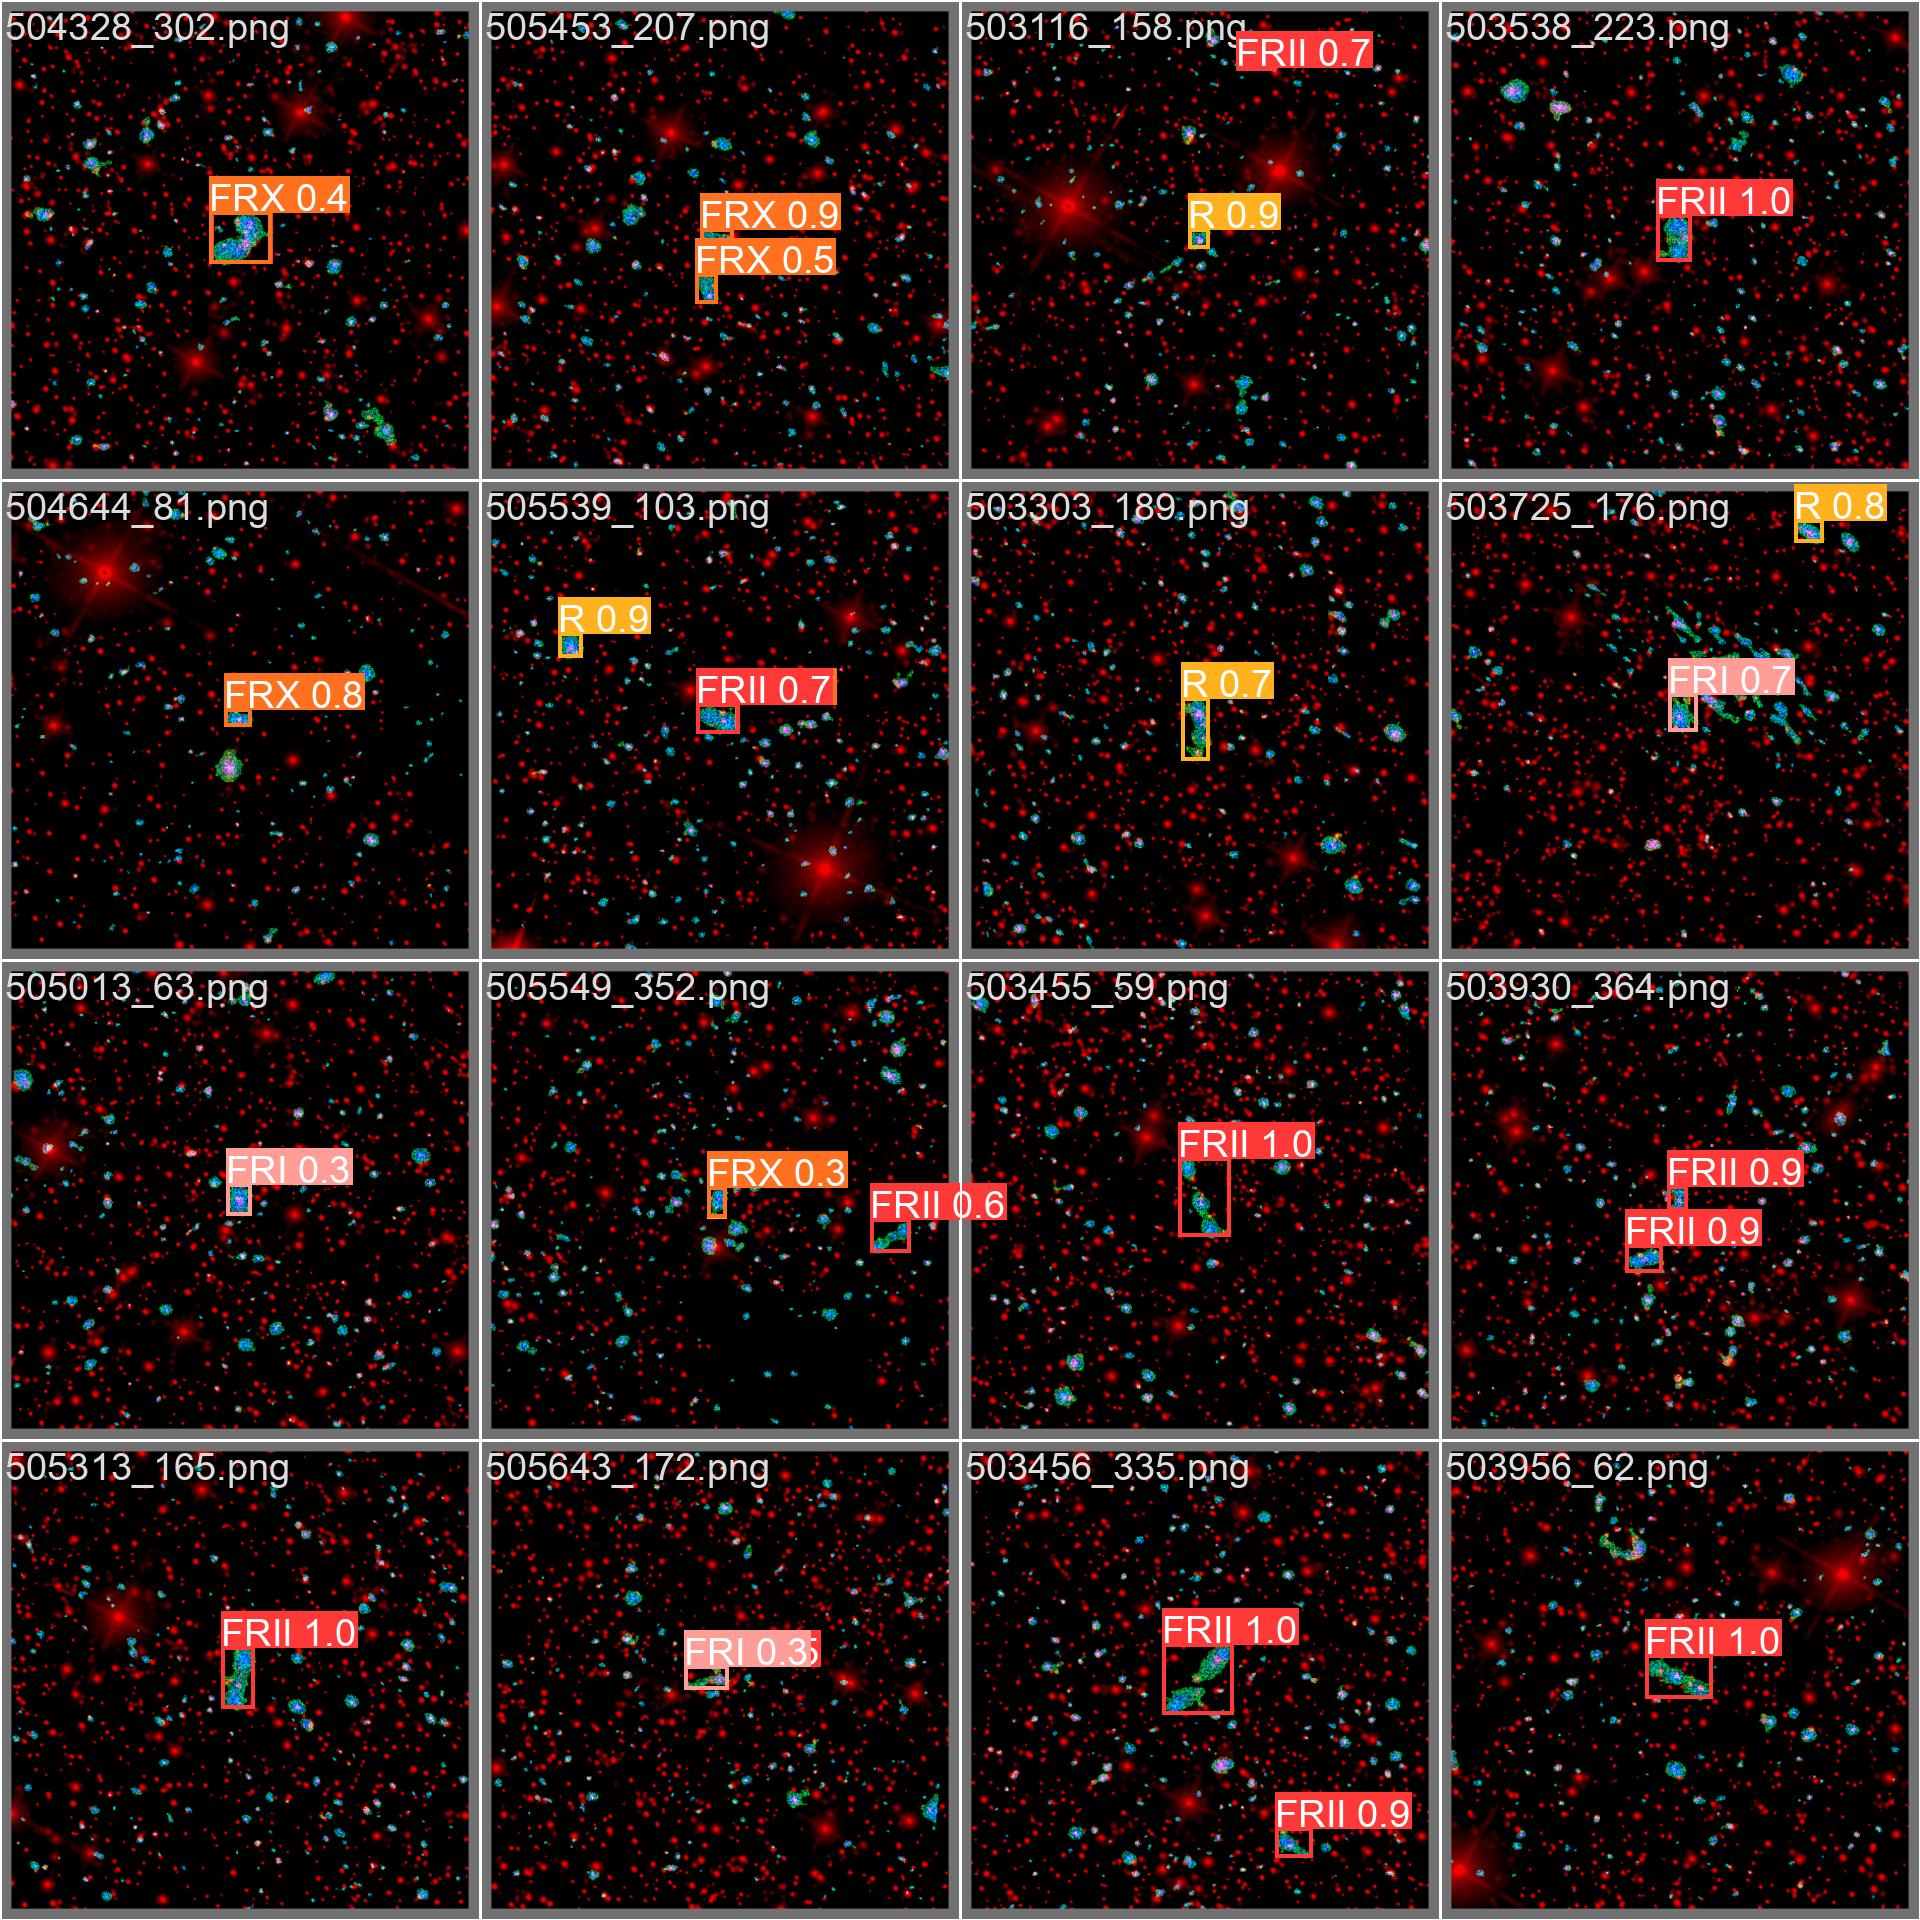 504328_302.png
FRX 0.4
505453_207.png
FRX 0.9
FRX 0.5
503116_158.png
FRII 0.7
R 0.9
503538_223.png
FRII 1.0
504644_81.png
FRX 0.8
505539_103.png
R 0.9
FRII 0.7
503303_189.png
R 0.7
503725_176.png
R 0.8
FRI 0.7
505013_63.png
FRI 0.3
505549_352.png
FRX 0.3
FRII 0.6
503455_59.png
FRII 1.0
503930_364.png
FRII 0.9
FRII 0.9
505313_165.png
FRII 1.0
505643_172.png
FRI 0.3
503456_335.png
FRII 1.0
FRII 0.9
503956_62.png
FRII 1.0